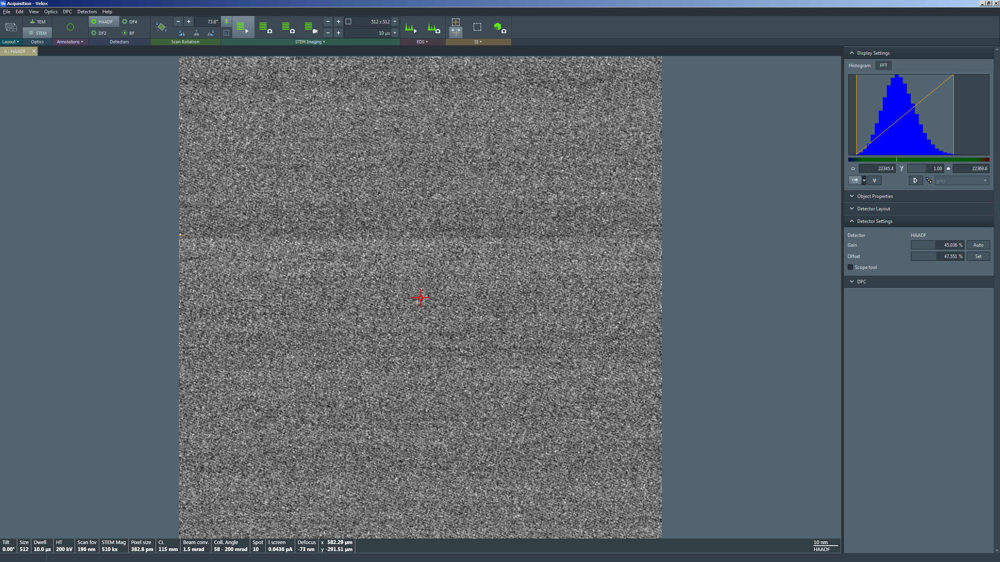 Ve Acquisition - Velox
File Edit View Optics DPC Detectors Help
TEM HAADF DF4 73.6° 512 x 512
STEM DF2 BF 10 µs
Layout Optics Annotations Detectors Scan Rotation STEM Imaging EDS SI
A : HAADF
Display Settings
Histogram FFT
22345.4 γ 1.00 22369.6
V gray
Object Properties
Detector Layout
Detector Settings
Detector HAADF
Gain 45.036 % Auto
Offset 47.551 % Set
Scope tool
DPC
Tilt Size Dwell HT Scan fov STEM Mag Pixel size CL Beam conv. Coll. Angle Spot I screen Defocus x 582.29 µm
0.00° 512 10.0 µs 200 kV 196 nm 510 kx 382.8 pm 115 mm 1.5 mrad 58 - 200 mrad 10 0.0436 pA -73 nm y -291.51 µm
10 nm
HAADF